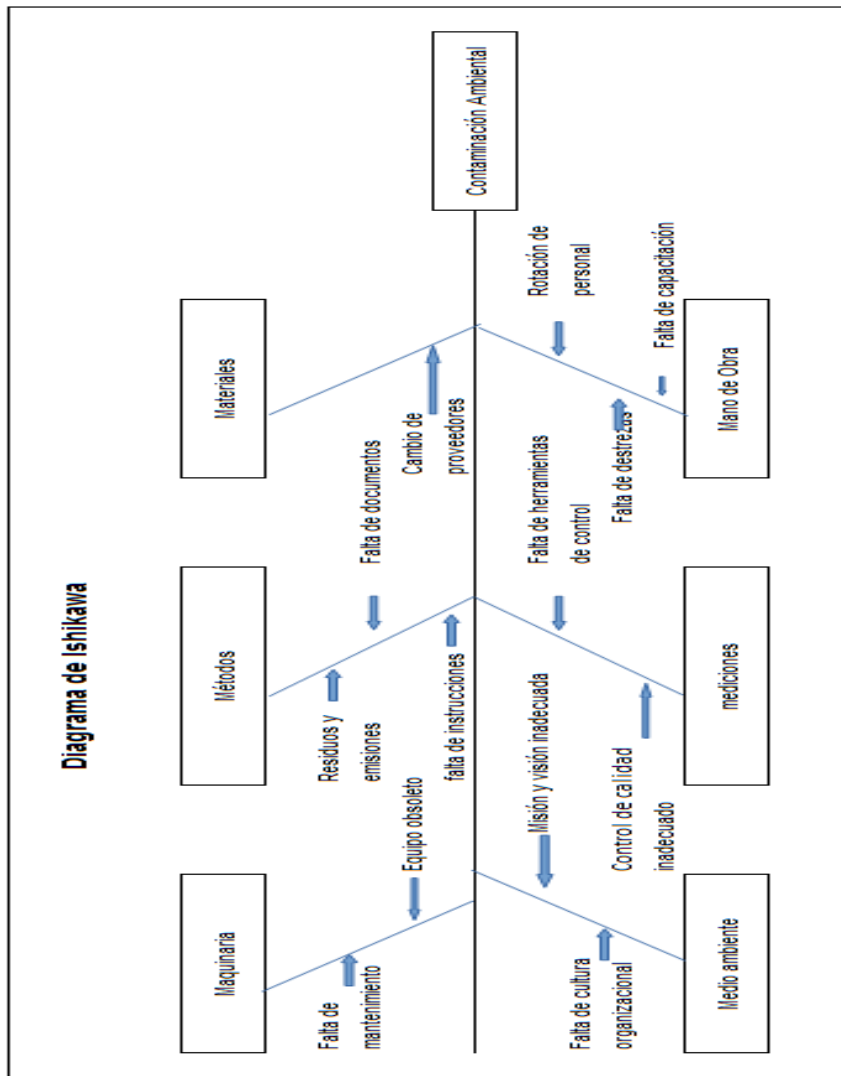 Diagrama de Ishikawa
Maquinaria
Métodos
Materiales
Falta de
mantenimiento
Equipo obsoleto
Residuos y
emisiones
Falta de documentos
falta de instrucciones
Cambio de
proveedores
Contaminación Ambiental
Misión y visión inadecuada
Falta de cultura
organizacional
Falta de herramientas
de control
Control de calidad
inadecuado
Rotación de
personal
Falta de destrezas
Falta de capacitación
Medio ambiente
mediciones
Mano de Obra